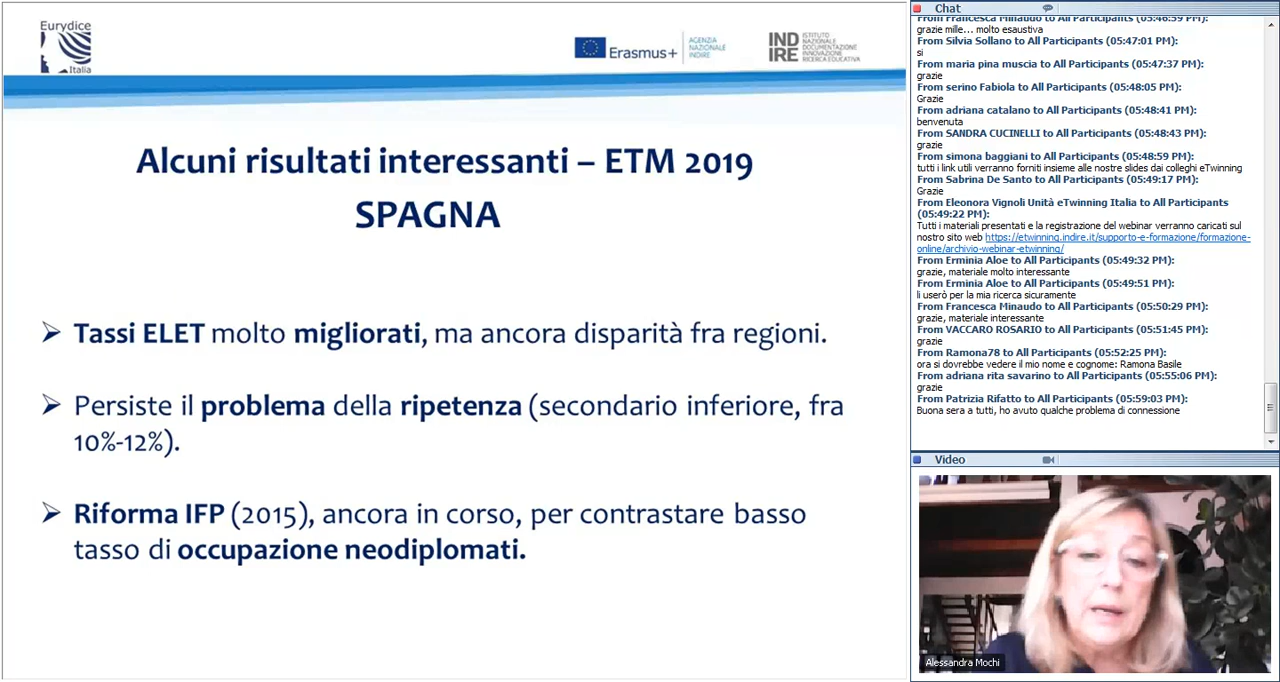 Eurydice
Italia
Erasmus+
AGENZIA
NAZIONALE
INDIRE
IND
IRE
ISTITUTO
NAZIONALE
DOCUMENTAZIONE
INNOVAZIONE
RICERCA EDUCATIVA
Alcuni risultati interessanti – ETM 2019
SPAGNA
➢ Tassi ELET molto migliorati, ma ancora disparità fra regioni.
➢ Persiste il problema della ripetenza (secondario inferiore, fra
10%-12%).
➢ Riforma IFP (2015), ancora in corso, per contrastare basso
tasso di occupazione neodiplomati.
Chat
From Francesca Minaudo to All Participants (05:46:59 PM):
grazie mille... molto esaustiva
From Silvia Sollano to All Participants (05:47:01 PM):
si
From maria pina muscia to All Participants (05:47:37 PM):
grazie
From serino Fabiola to All Participants (05:48:05 PM):
Grazie
From adriana catalano to All Participants (05:48:41 PM):
benvenuta
From SANDRA CUCINELLI to All Participants (05:48:43 PM):
grazie
From simona baggiani to All Participants (05:48:59 PM):
tutti i link utili verranno forniti insieme alle nostre slides dai colleghi eTwinning
From Sabrina De Santo to All Participants (05:49:17 PM):
Grazie
From Eleonora Vignoli Unità eTwinning Italia to All Participants
(05:49:22 PM):
Tutti i materiali presentati e la registrazione del webinar verranno caricati sul
nostro sito web https://etwinning.indire.it/supporto-e-formazione/formazione-
online/archivio-webinar-etwinning/
From Erminia Aloe to All Participants (05:49:32 PM):
grazie, materiale molto interessante
From Erminia Aloe to All Participants (05:49:51 PM):
li userò per la mia ricerca sicuramente
From Francesca Minaudo to All Participants (05:50:29 PM):
grazie, materiale interessante
From VACCARO ROSARIO to All Participants (05:51:45 PM):
grazie
From Ramona78 to All Participants (05:52:25 PM):
ora si dovrebbe vedere il mio nome e cognome: Ramona Basile
From adriana rita savarino to All Participants (05:55:06 PM):
grazie
From Patrizia Rifatto to All Participants (05:59:03 PM):
Buona sera a tutti, ho avuto qualche problema di connessione
Video
Alessandra Mochi